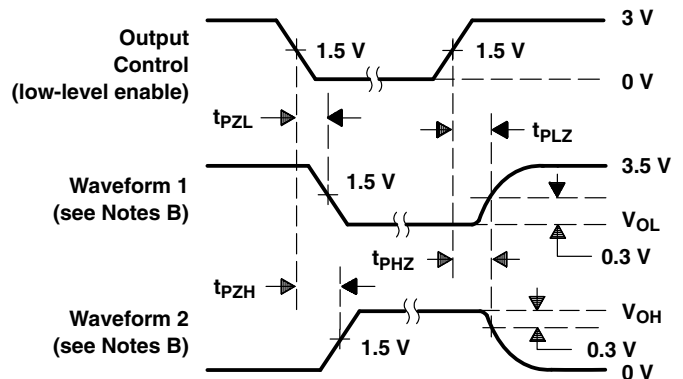 Output
Control
(low-level enable)
1.5 V
1.5 V
3 V
0 V
tPZL
tPLZ
Waveform 1
(see Notes B)
1.5 V
3.5 V
VOL
0.3 V
tPHZ
tPZH
Waveform 2
(see Notes B)
1.5 V
VOH
0.3 V
0 V